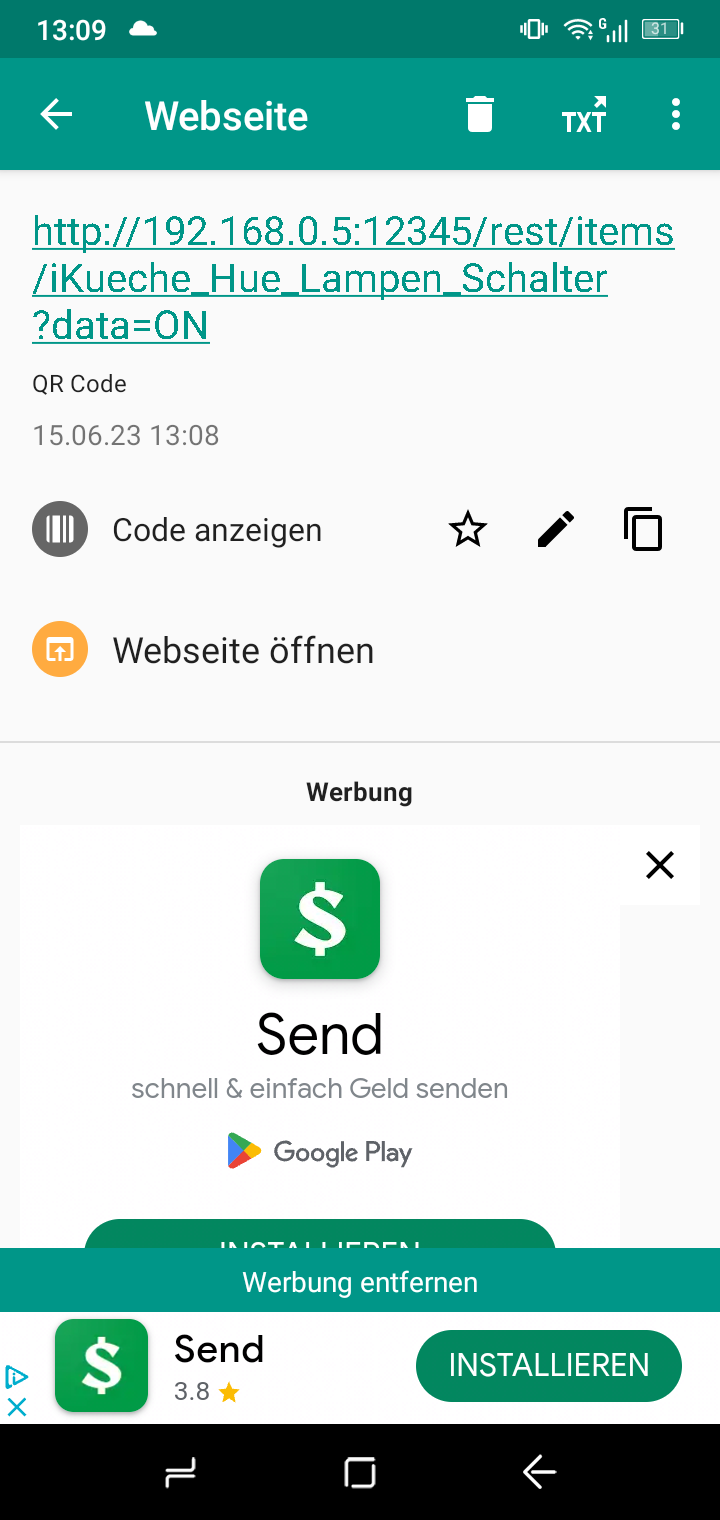 13:09
G
31
Webseite
TXT
http://192.168.0.5:12345/rest/items
/iKueche_Hue_Lampen_Schalter
?data=ON
QR Code
15.06.23 13:08
Code anzeigen
Webseite öffnen
Werbung
$
Send
schnell & einfach Geld senden
Google Play
INSTALLIEREN
Werbung entfernen
$
Send
3.8
INSTALLIEREN